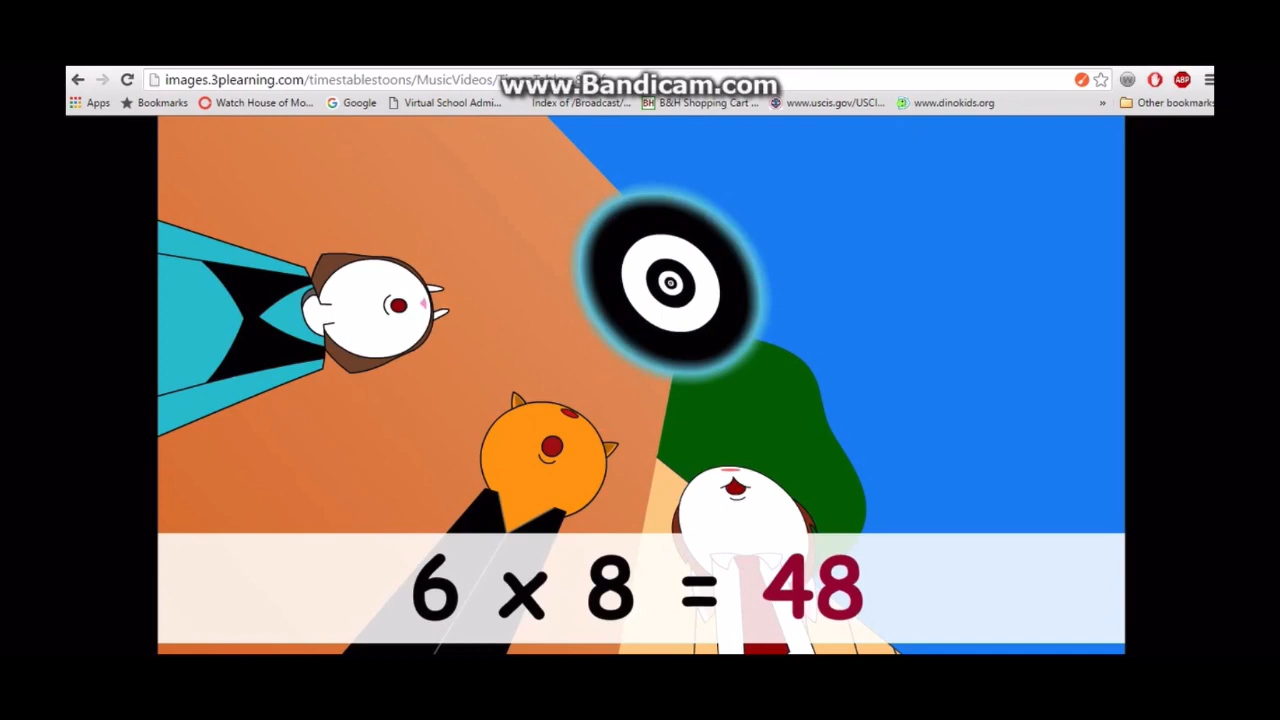 www.Bandicam.com
images.3plearning.com/timestablestoons/MusicVideos/
Apps Bookmarks Watch House of Mo... Google Virtual School Admi... Index of /Broadcast/... B&H Shopping Cart ... www.uscis.gov/USCI... www.dinokids.org » Other bookmarks
6 x 8 = 48